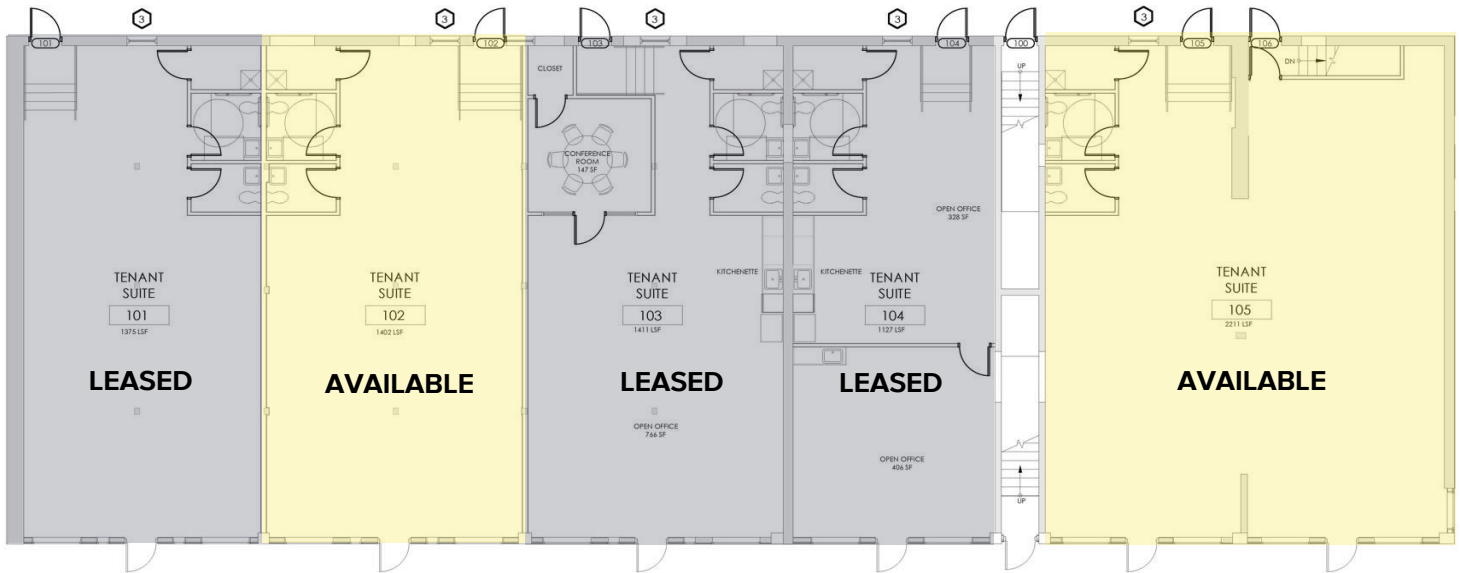 3
3
3
3
3
101
102
103
104
100
105
106
CLOSET
UP
DN
CONFERENCE
ROOM
147 SF
OPEN OFFICE
328 SF
KITCHENETTE
KITCHENETTE
TENANT
SUITE
101
1375 LSF
LEASED
TENANT
SUITE
102
1402 LSF
AVAILABLE
TENANT
SUITE
103
1411 LSF
LEASED
OPEN OFFICE
766 SF
TENANT
SUITE
104
1127 LSF
LEASED
OPEN OFFICE
406 SF
UP
TENANT
SUITE
105
2211 LSF
AVAILABLE